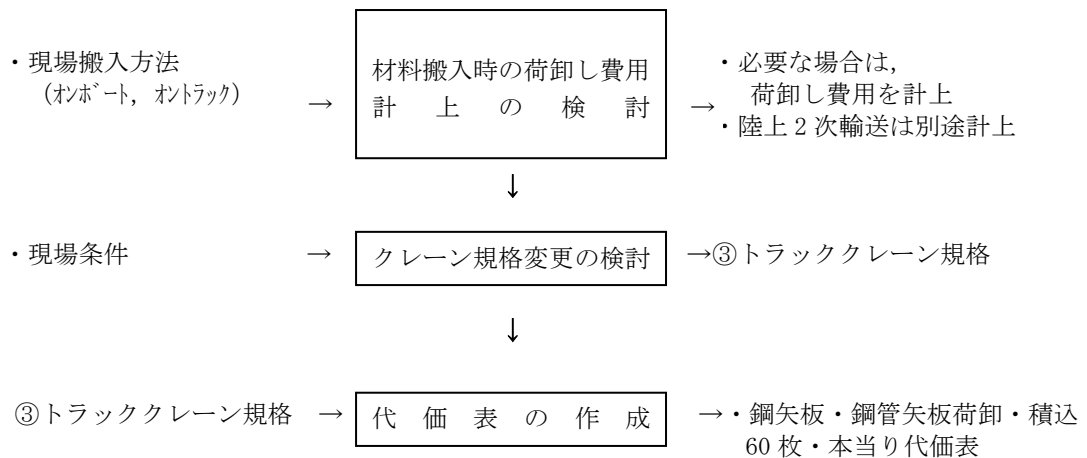 ・現場搬入方法
(ｵﾝﾎﾞｰﾄ, ｵﾝﾄﾗｯｸ)
→
材料搬入時の荷卸し費用
計上の検討
→
・必要な場合は,
荷卸し費用を計上
・陸上2次輸送は別途計上
↓
・現場条件 → クレーン規格変更の検討 →③トラッククレーン規格
↓
③トラッククレーン規格 → 代価表の作成 →・鋼矢板・鋼管矢板荷卸・積込
60枚・本当り代価表